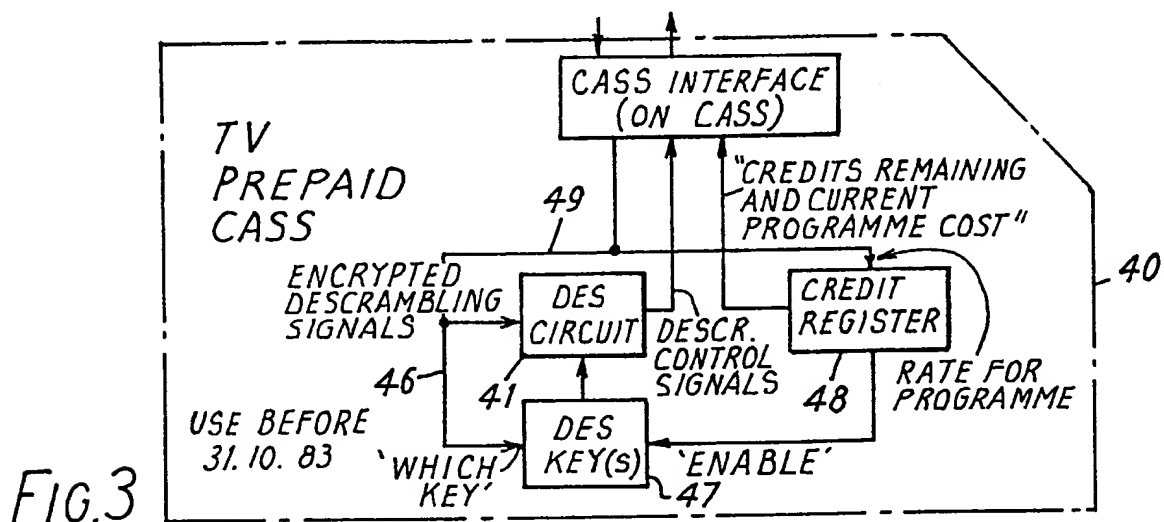 CASS INTERFACE
(ON CASS)
TV
PREPAID
CASS
"CREDITS REMAINING
AND CURRENT
PROGRAMME COST"
49
40
ENCRYPTED
DESCRAMBLING
SIGNALS
DES
CIRCUIT
CREDIT
REGISTER
DESCR.
CONTROL
SIGNALS
46
41
48
RATE FOR
PROGRAMME
USE BEFORE
31.10.83
DES
KEY(S)
'WHICH
KEY'
'ENABLE'
47
FIG.3